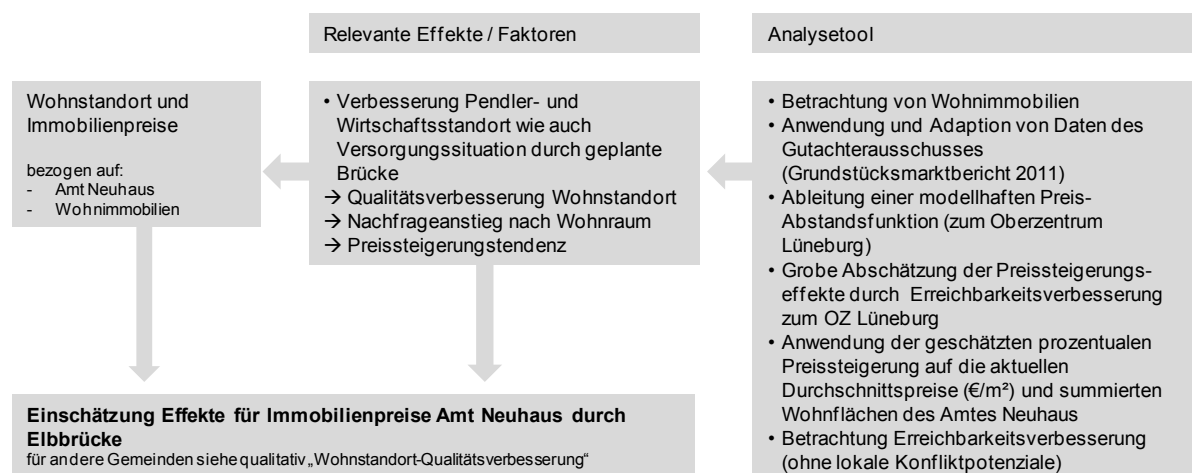 Relevante Effekte / Faktoren
Analysetool
Wohnstandort und
Immobilienpreise
bezogen auf:
- Amt Neuhaus
- Wohnimmobilien
• Verbesserung Pendler- und
Wirtschaftsstandort wie auch
Versorgungssituation durch geplante
Brücke
→ Qualitätsverbesserung Wohnstandort
→ Nachfrageanstieg nach Wohnraum
→ Preissteigerungstendenz
• Betrachtung von Wohnimmobilien
• Anwendung und Adaption von Daten des
Gutachterausschusses
(Grundstücksmarktbericht 2011)
• Ableitung einer modellhaften Preis-
Abstandsfunktion (zum Oberzentrum
Lüneburg)
• Grobe Abschätzung der Preissteigerungs-
effekte durch Erreichbarkeitsverbesserung
zum OZ Lüneburg
• Anwendung der geschätzten prozentualen
Preissteigerung auf die aktuellen
Durchschnittspreise (€/m²) und summierten
Wohnflächen des Amtes Neuhaus
• Betrachtung Erreichbarkeitsverbesserung
(ohne lokale Konfliktpotenziale)
Einschätzung Effekte für Immobilienpreise Amt Neuhaus durch
Elbbrücke
für andere Gemeinden siehe qualitativ „Wohnstandort-Qualitätsverbesserung“